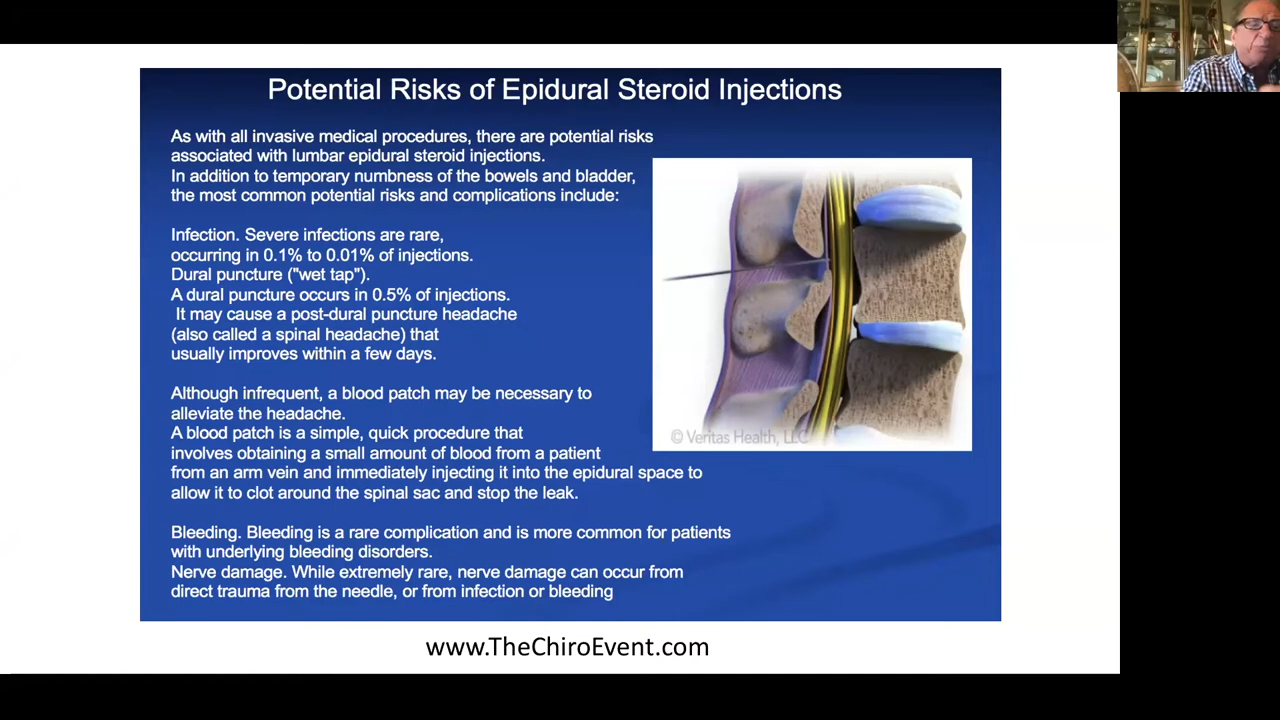 Potential Risks of Epidural Steroid Injections
As with all invasive medical procedures, there are potential risks
associated with lumbar epidural steroid injections.
In addition to temporary numbness of the bowels and bladder,
the most common potential risks and complications include:
Infection. Severe infections are rare,
occurring in 0.1% to 0.01% of injections.
Dural puncture ("wet tap").
A dural puncture occurs in 0.5% of injections.
It may cause a post-dural puncture headache
(also called a spinal headache) that
usually improves within a few days.
Although infrequent, a blood patch may be necessary to
alleviate the headache.
A blood patch is a simple, quick procedure that
involves obtaining a small amount of blood from a patient
from an arm vein and immediately injecting it into the epidural space to
allow it to clot around the spinal sac and stop the leak.
Bleeding. Bleeding is a rare complication and is more common for patients
with underlying bleeding disorders.
Nerve damage. While extremely rare, nerve damage can occur from
direct trauma from the needle, or from infection or bleeding
© Veritas Health, LLC
www.TheChiroEvent.com